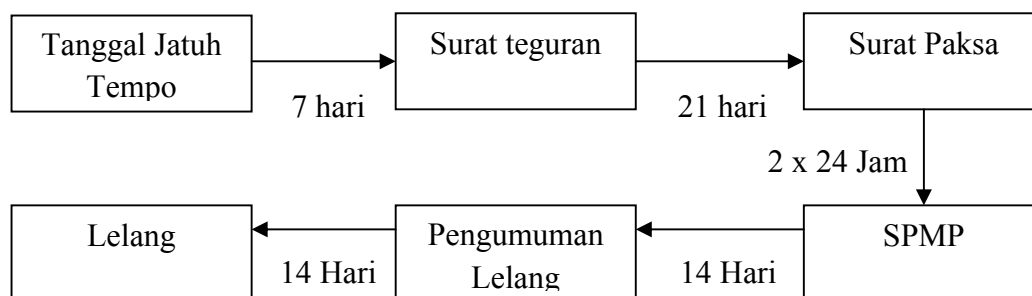 Tanggal Jatuh
Tempo
7 hari
Surat teguran
21 hari
Surat Paksa
2 x 24 Jam
SPMP
14 Hari
Pengumuman
Lelang
14 Hari
Lelang